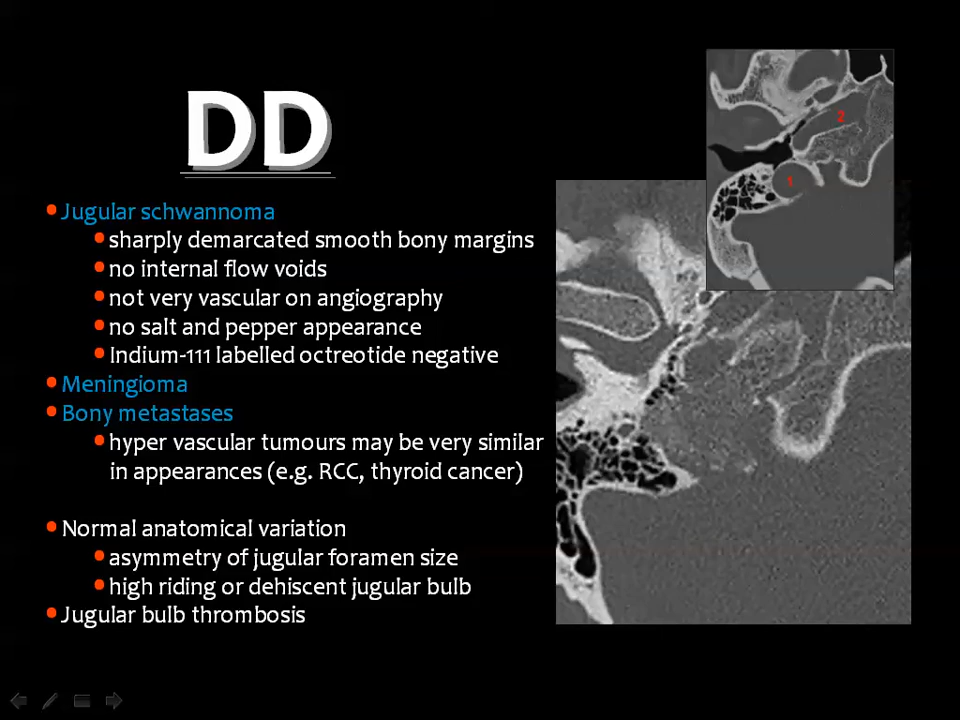 DD
• Jugular schwannoma
• sharply demarcated smooth bony margins
• no internal flow voids
• not very vascular on angiography
• no salt and pepper appearance
• Indium-111 labelled octreotide negative
• Meningioma
• Bony metastases
• hyper vascular tumours may be very similar
in appearances (e.g. RCC, thyroid cancer)
• Normal anatomical variation
• asymmetry of jugular foramen size
• high riding or dehiscent jugular bulb
• Jugular bulb thrombosis
2
1